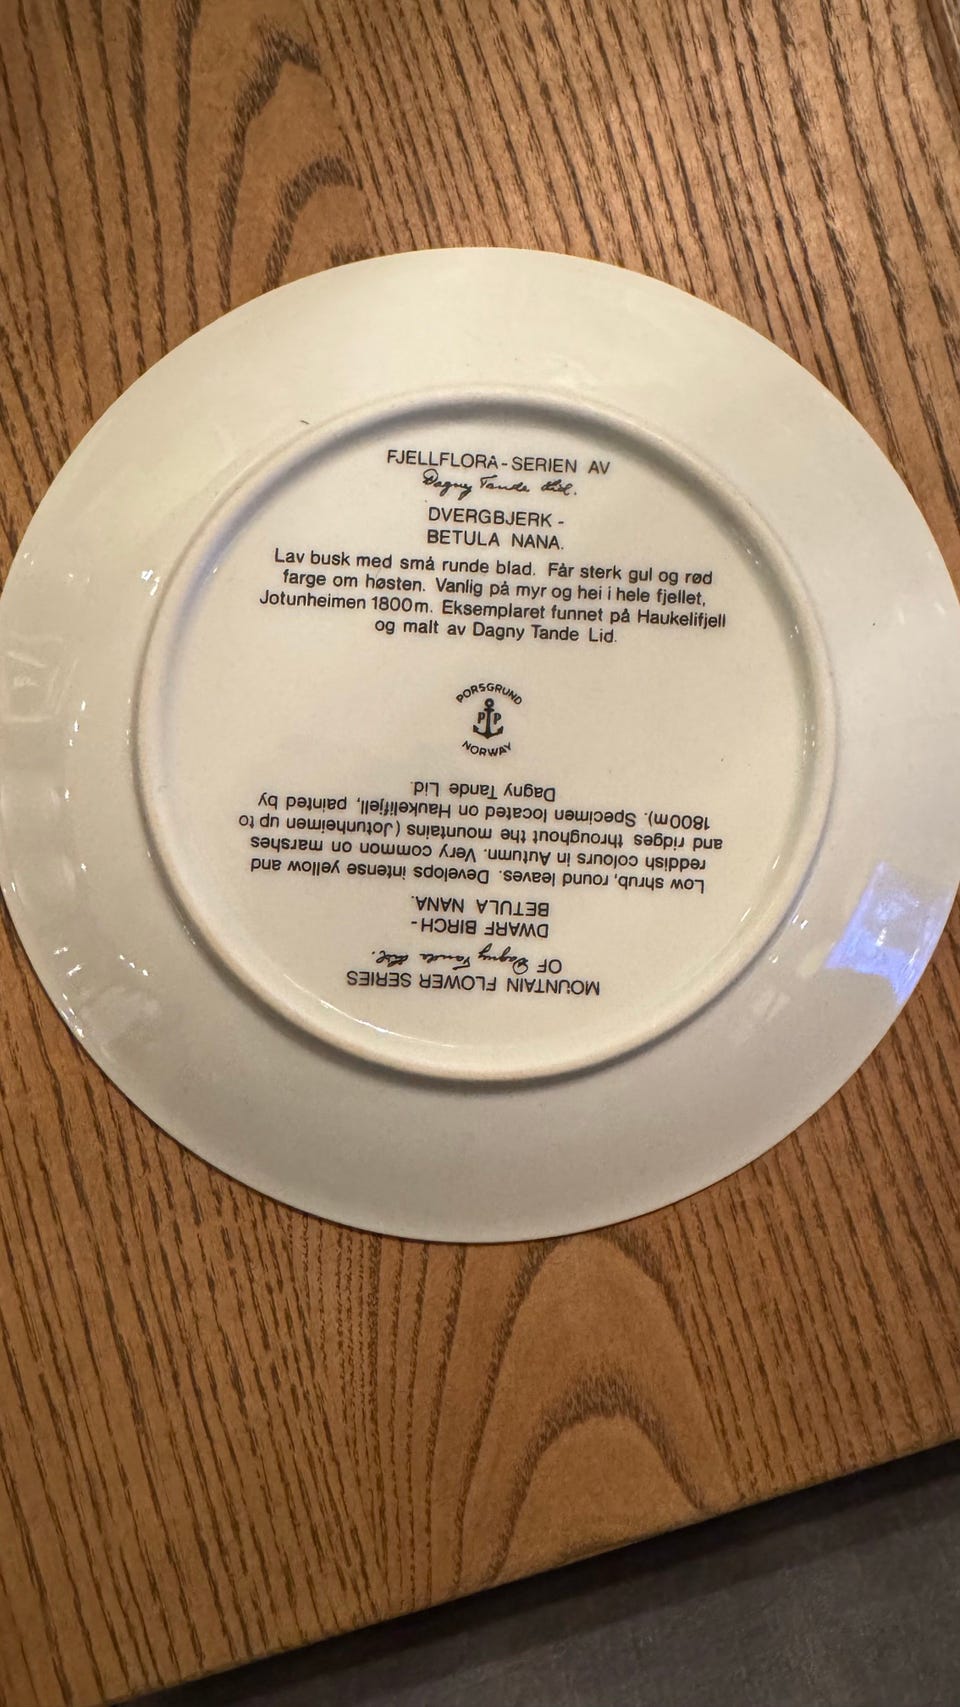 FJELLFLORA-SERIEN AV
Dagny Tande Lid.
DVERGBJERK -
BETULA NANA.
Lav busk med små runde blad. Får sterk gul og rød
farge om høsten. Vanlig på myr og hei i hele fjellet,
Jotunheimen 1800m. Eksemplaret funnet på Haukelifjell
og malt av Dagny Tande Lid.
PORSGRUND
P P
NORWAY
MOUNTAIN FLOWER SERIES
OF Dagny Tande Lid.
DWARF BIRCH -
BETULA NANA.
Low shrub, round leaves. Develops intense yellow and
reddish colours in Autumn. Very common on marshes
and ridges throughout the mountains (Jotunheimen up to
1800m). Specimen located on Haukelifjell, painted by
Dagny Tande Lid.